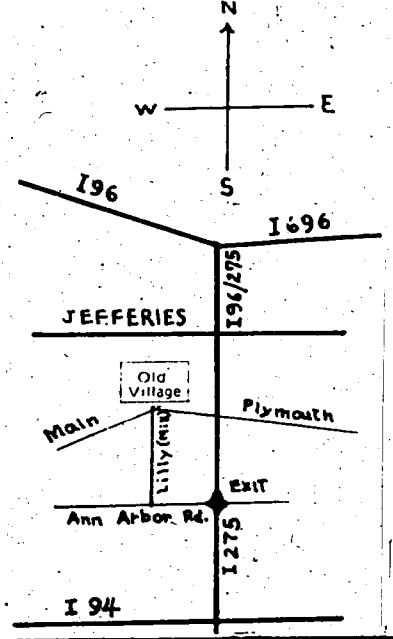 N
W
E
S
I96
I696
I96/275
JEFFERIES
Old
Village
Main
Plymouth
Lilly (Mill)
EXIT
Ann Arbor Rd.
I275
I 94